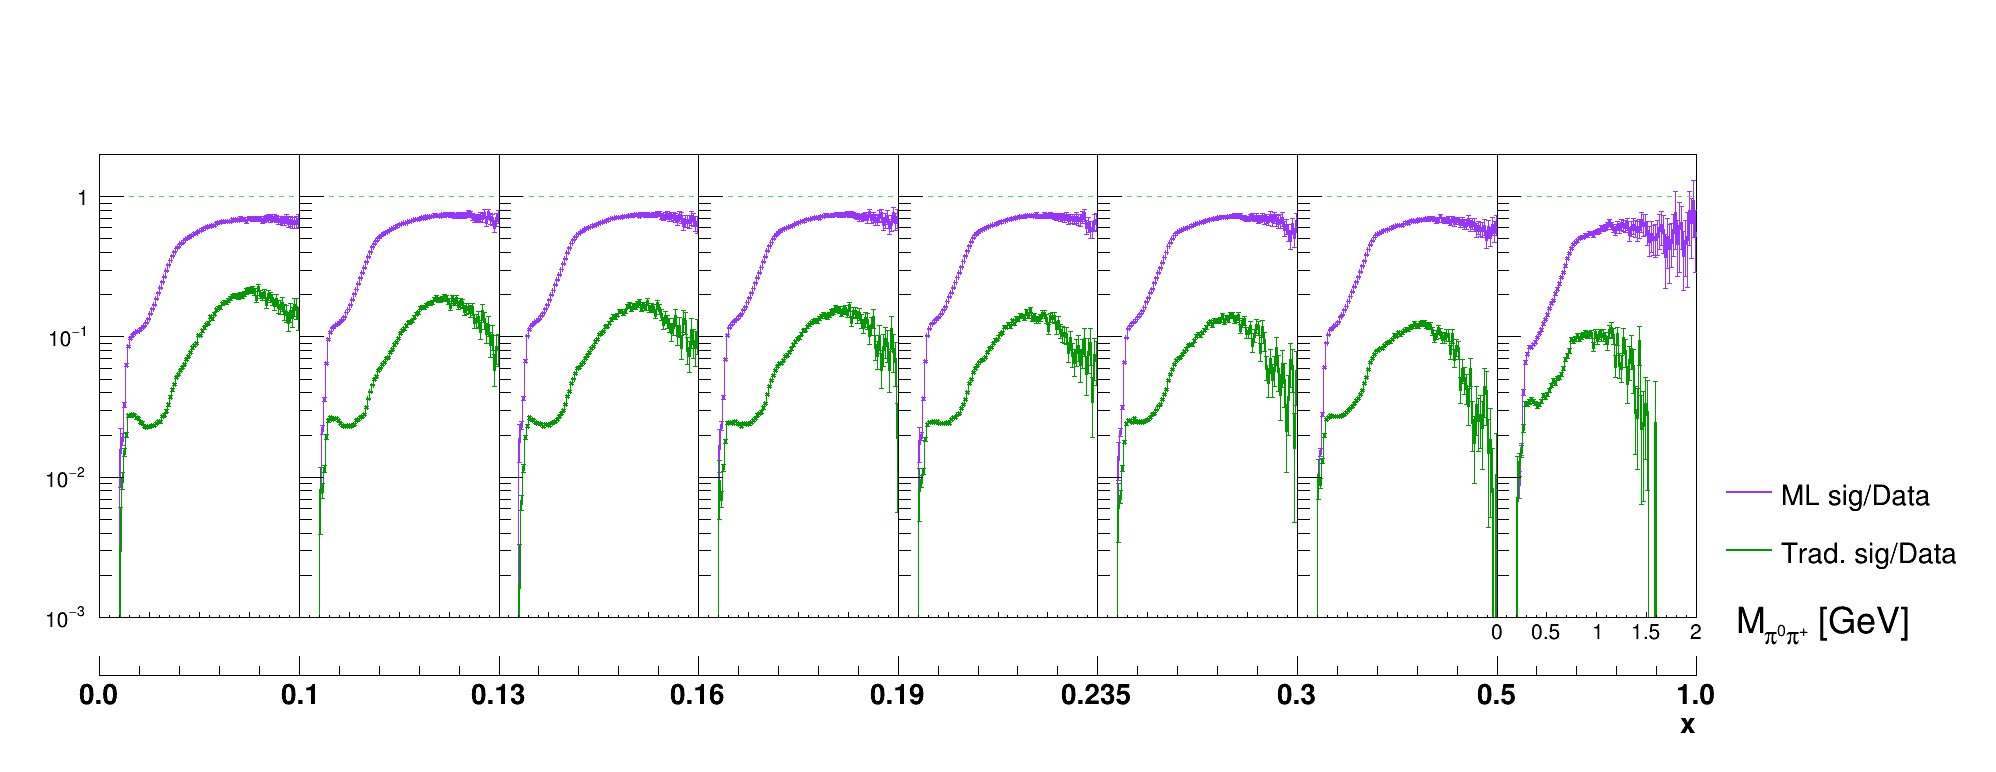 1
10⁻¹
10⁻²
10⁻³
ML sig/Data
Trad. sig/Data
0 0.5 1 1.5 2
M_π⁰π⁺ [GeV]
0.0 0.1 0.13 0.16 0.19 0.235 0.3 0.5 1.0
x